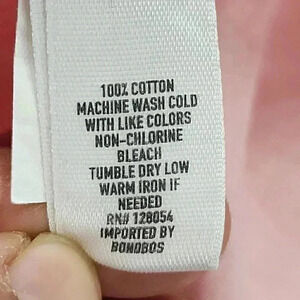 100% COTTON
MACHINE WASH COLD
WITH LIKE COLORS
NON-CHLORINE
BLEACH
TUMBLE DRY LOW
WARM IRON IF
NEEDED
RN# 128054
IMPORTED BY
BONOBOS